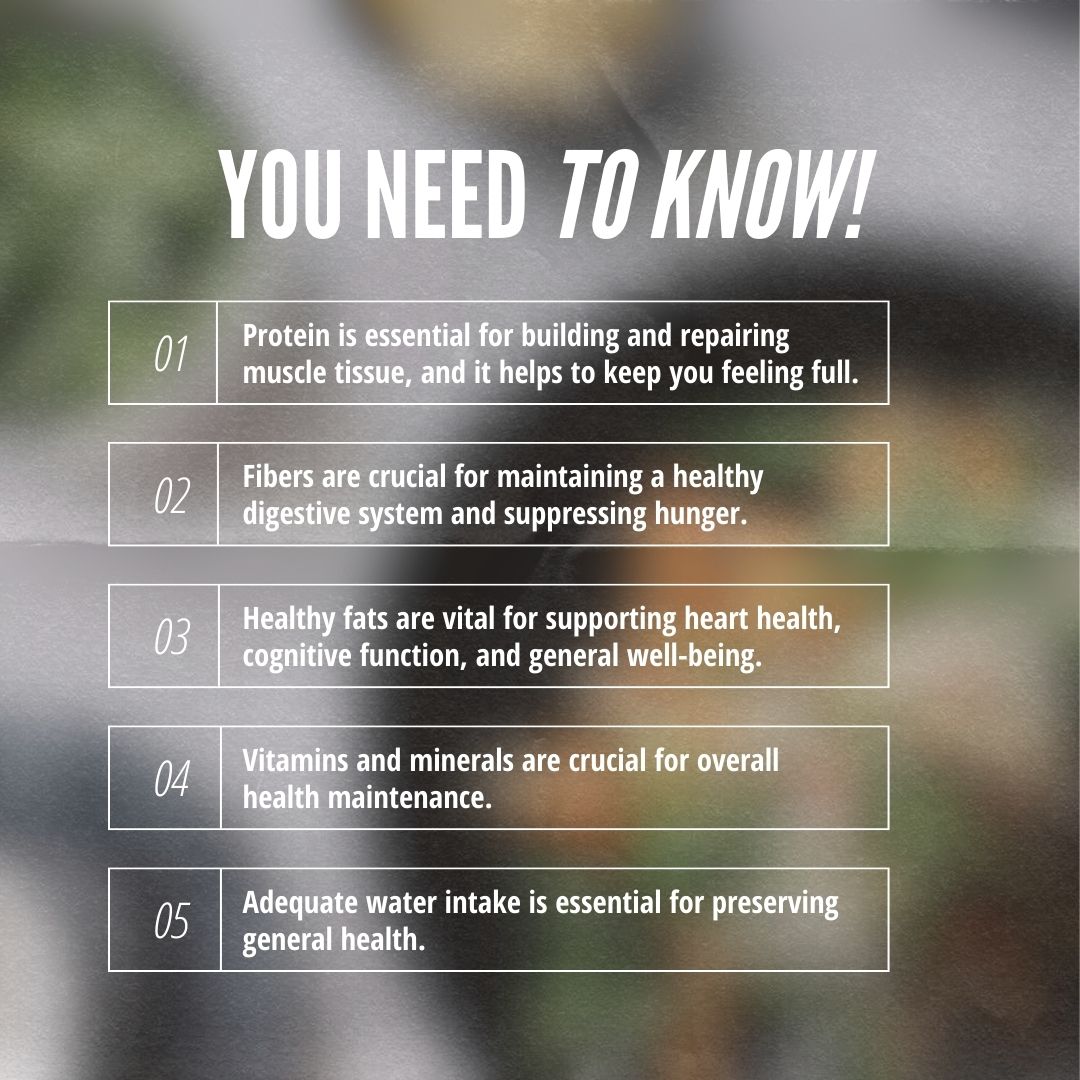 YOU NEED TO KNOW!
01
Protein is essential for building and repairing
muscle tissue, and it helps to keep you feeling full.
02
Fibers are crucial for maintaining a healthy
digestive system and suppressing hunger.
03
Healthy fats are vital for supporting heart health,
cognitive function, and general well-being.
04
Vitamins and minerals are crucial for overall
health maintenance.
05
Adequate water intake is essential for preserving
general health.